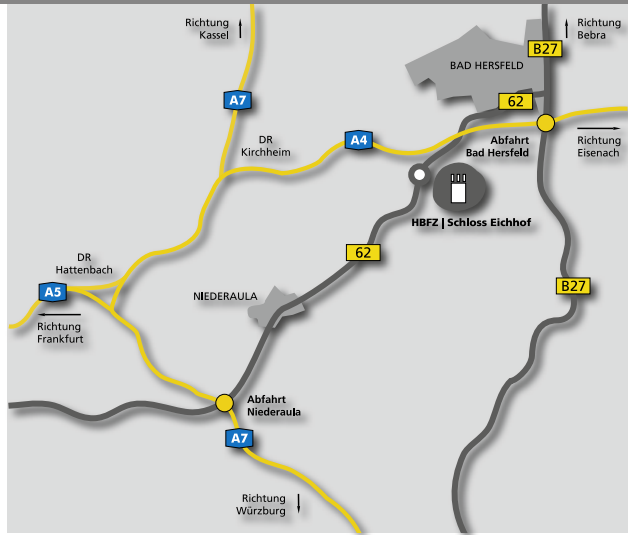 Richtung
Kassel
Richtung
Bebra
B27
BAD HERSFELD
A7
62
DR
Kirchheim
A4
Abfahrt
Bad Hersfeld
Richtung
Eisenach
HBFZ | Schloss Eichhof
62
DR
Hattenbach
A5
NIEDERAULA
B27
Richtung
Frankfurt
Abfahrt
Niederaula
A7
Richtung
Würzburg